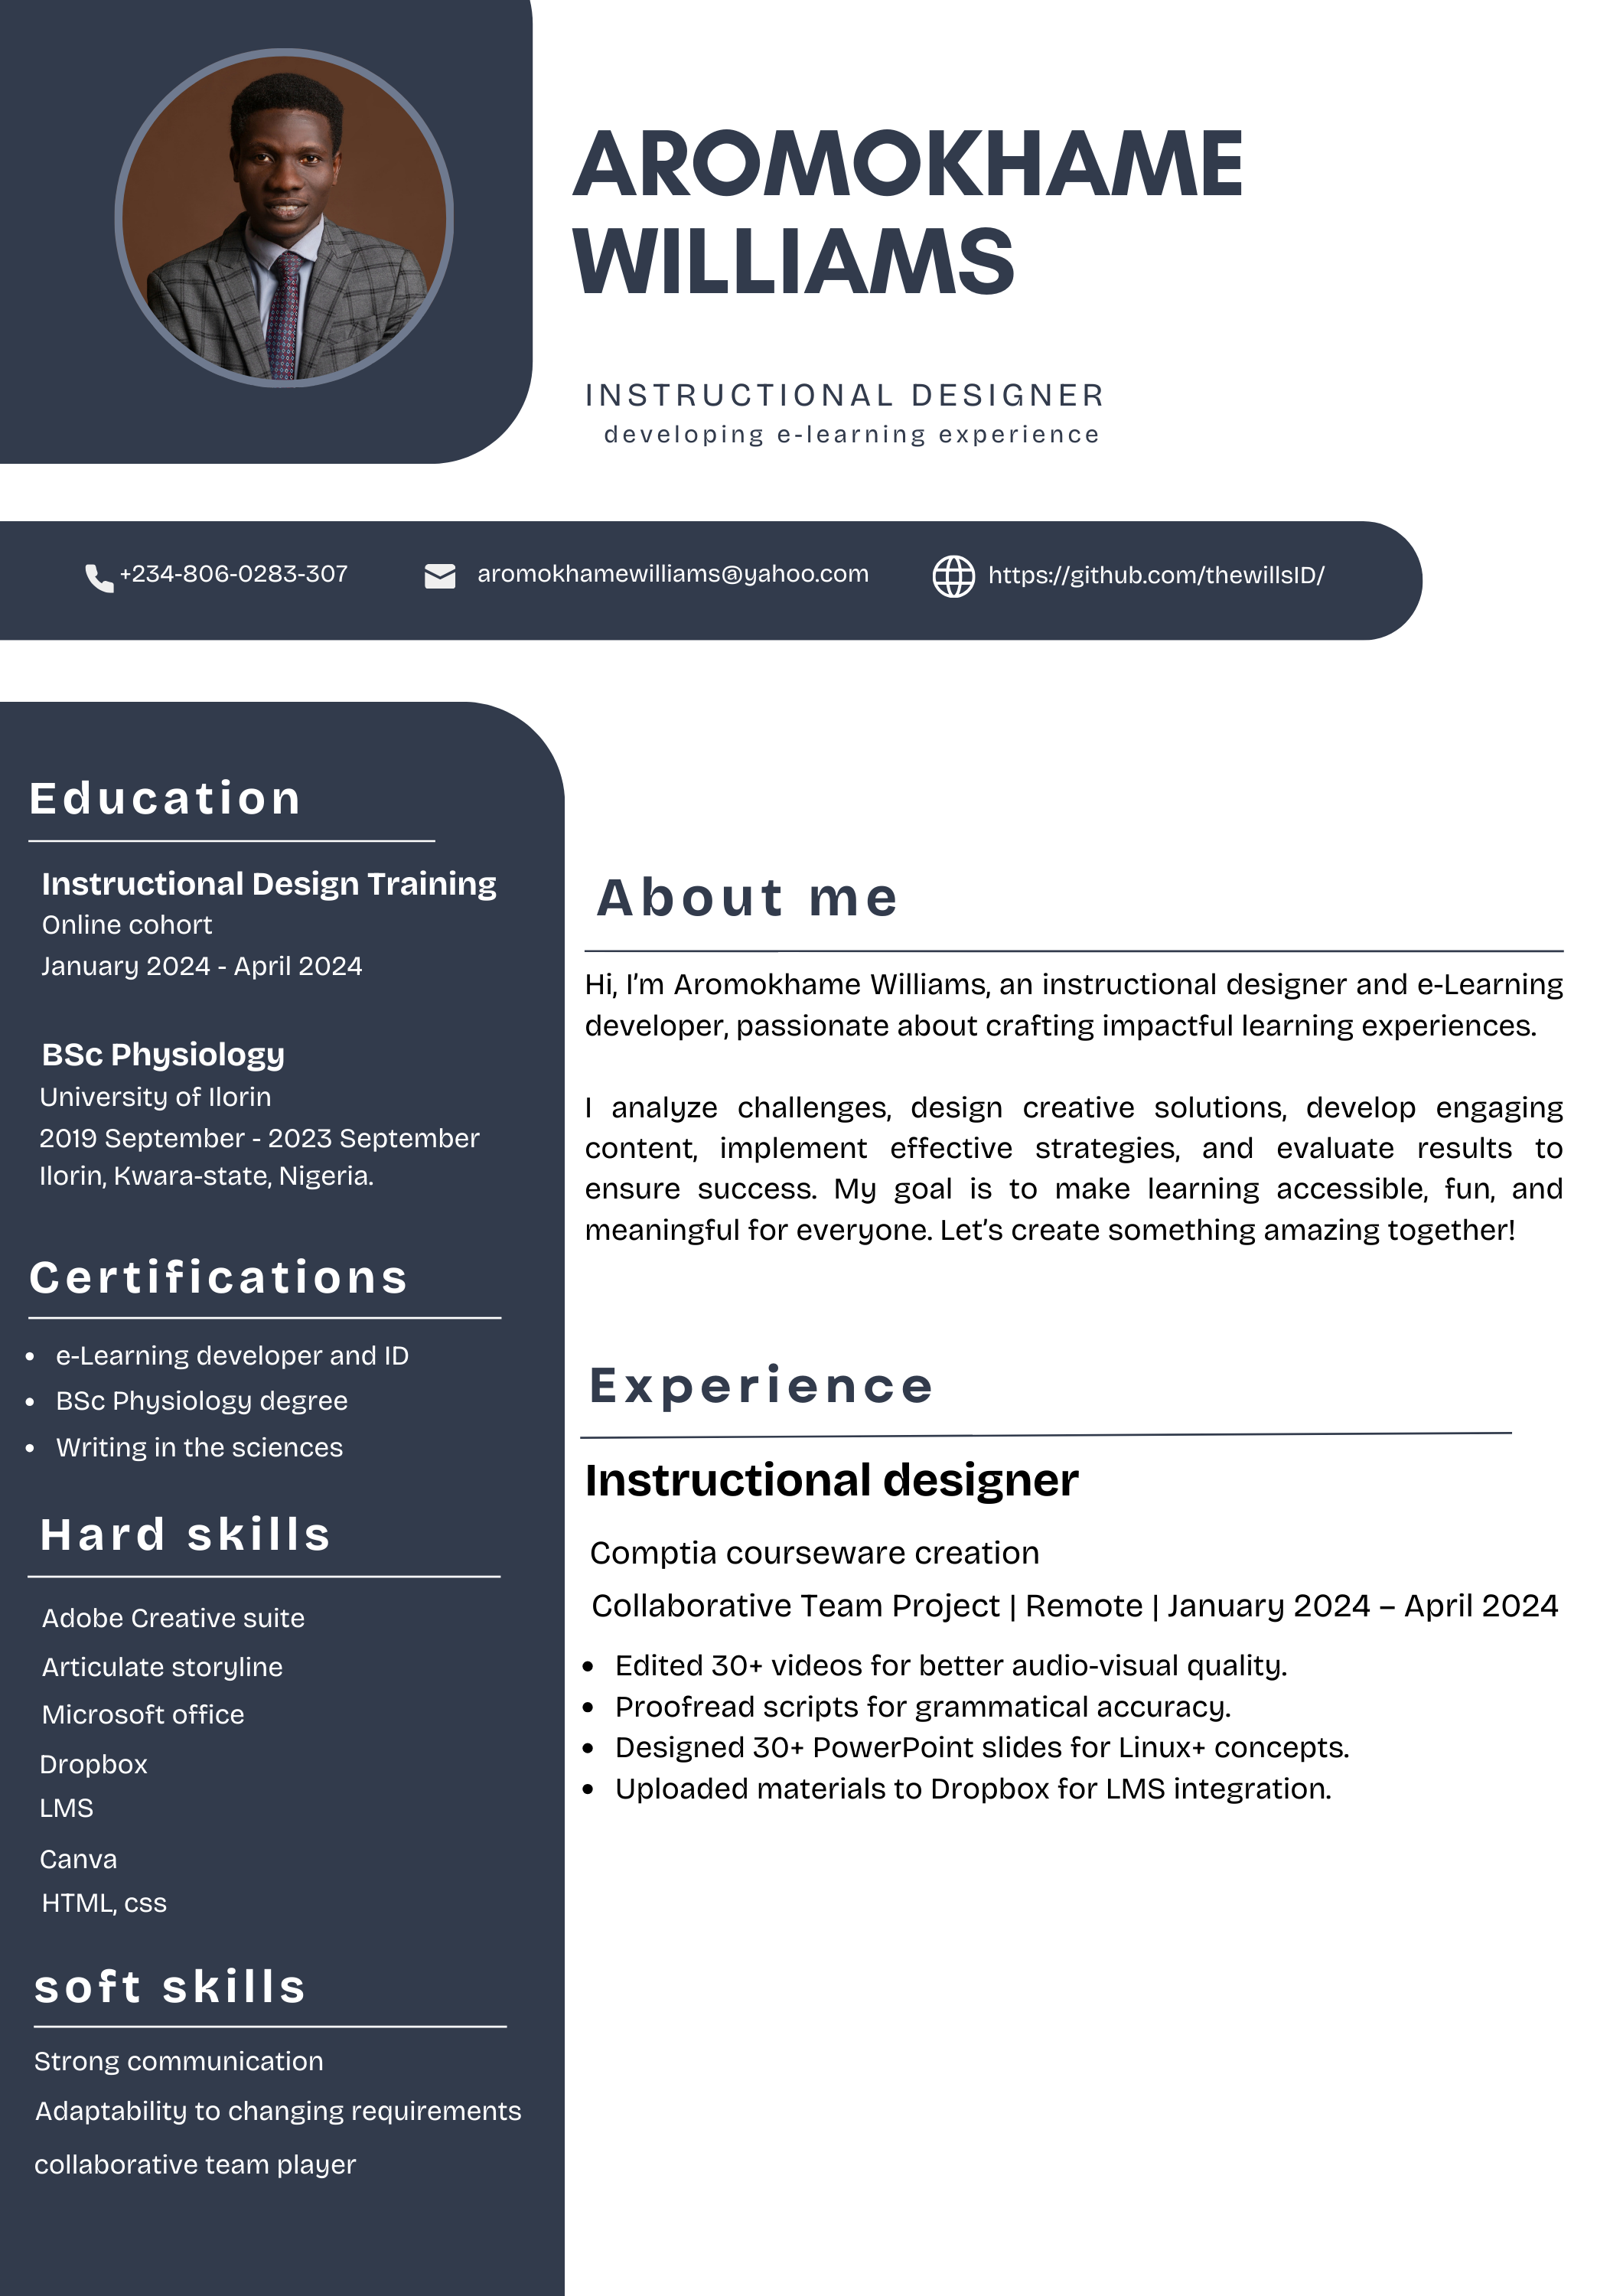 AROMOKHAME
WILLIAMS
INSTRUCTIONAL DESIGNER
developing e-learning experience
+234-806-0283-307
aromokhamewilliams@yahoo.com
https://github.com/thewillsID/
Education
Instructional Design Training
Online cohort
January 2024 - April 2024
BSc Physiology
University of Ilorin
2019 September - 2023 September
Ilorin, Kwara-state, Nigeria.
Certifications
• e-Learning developer and ID
• BSc Physiology degree
• Writing in the sciences
Hard skills
Adobe Creative suite
Articulate storyline
Microsoft office
Dropbox
LMS
Canva
HTML, css
soft skills
Strong communication
Adaptability to changing requirements
collaborative team player
About me
Hi, I’m Aromokhame Williams, an instructional designer and e-Learning
developer, passionate about crafting impactful learning experiences.
I analyze challenges, design creative solutions, develop engaging
content, implement effective strategies, and evaluate results to
ensure success. My goal is to make learning accessible, fun, and
meaningful for everyone. Let’s create something amazing together!
Experience
Instructional designer
Comptia courseware creation
Collaborative Team Project | Remote | January 2024 – April 2024
• Edited 30+ videos for better audio-visual quality.
• Proofread scripts for grammatical accuracy.
• Designed 30+ PowerPoint slides for Linux+ concepts.
• Uploaded materials to Dropbox for LMS integration.